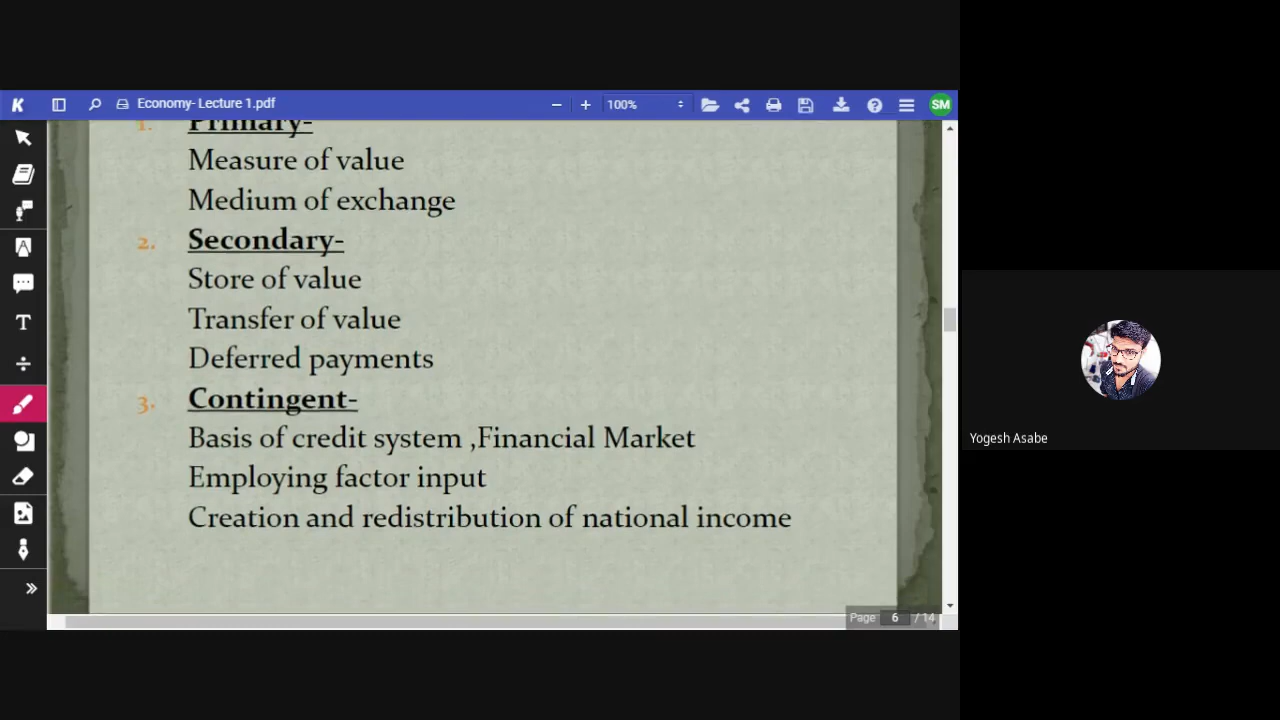 K Economy- Lecture 1.pdf 100% SM
1. Primary-
Measure of value
Medium of exchange
2. Secondary-
Store of value
Transfer of value
Deferred payments
3. Contingent-
Basis of credit system ,Financial Market
Employing factor input
Creation and redistribution of national income
Page 6 / 14
Yogesh Asabe